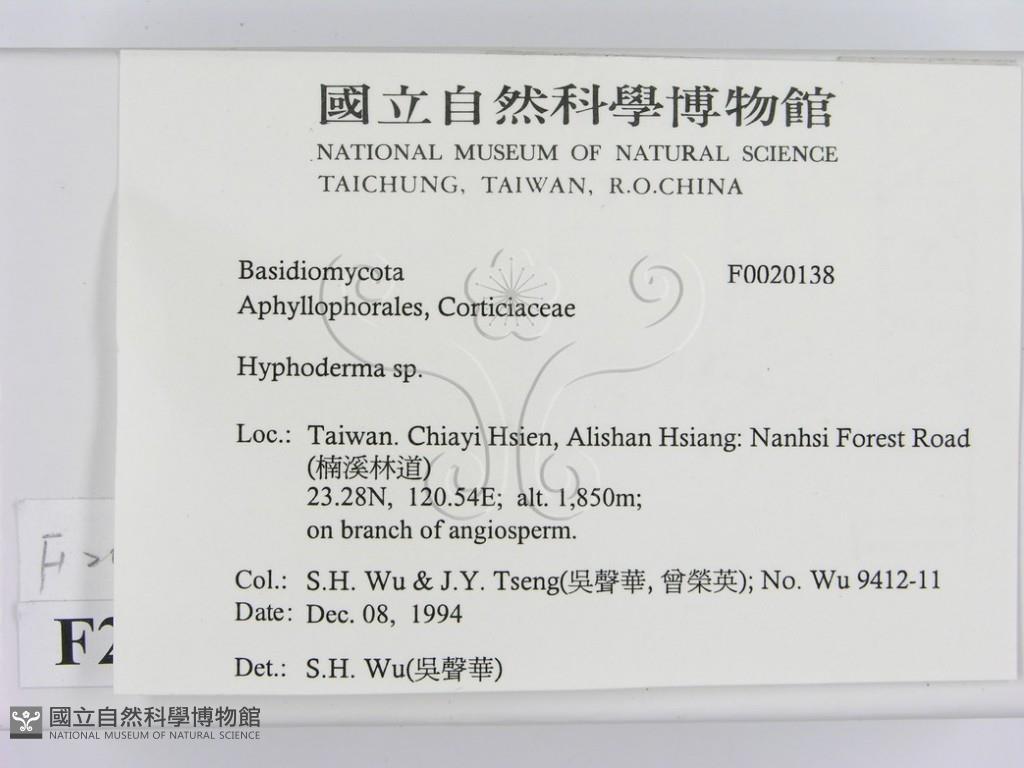 國立自然科學博物館
NATIONAL MUSEUM OF NATURAL SCIENCE
TAICHUNG, TAIWAN, R.O.CHINA
Basidiomycota F0020138
Aphyllophorales, Corticiaceae
Hyphoderma sp.
Loc.: Taiwan. Chiayi Hsien, Alishan Hsiang: Nanhsi Forest Road
(楠溪林道)
23.28N, 120.54E; alt. 1,850m;
on branch of angiosperm.
Col.: S.H. Wu & J.Y. Tseng(吳聲華, 曾榮英); No. Wu 9412-11
Date: Dec. 08, 1994
Det.: S.H. Wu(吳聲華)
F2
國立自然科學博物館
NATIONAL MUSEUM OF NATURAL SCIENCE